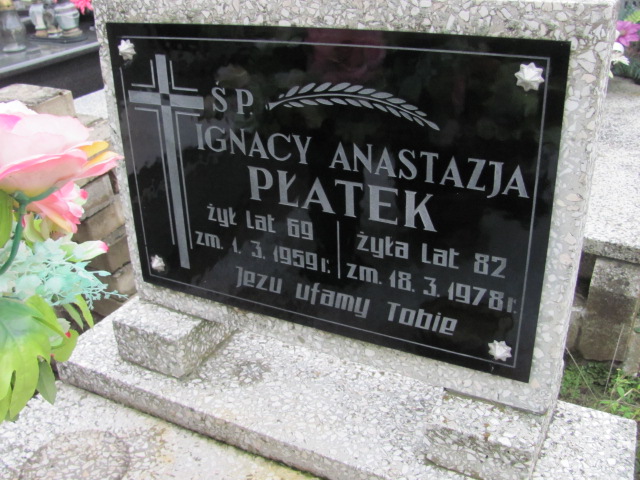 Ś.P.
IGNACY ANASTAZJA
PŁATEK
żył lat 69
zm. 1. 3. 1959 r.
żyła lat 82
zm. 18. 3. 1978 r.
Jezu ufamy Tobie